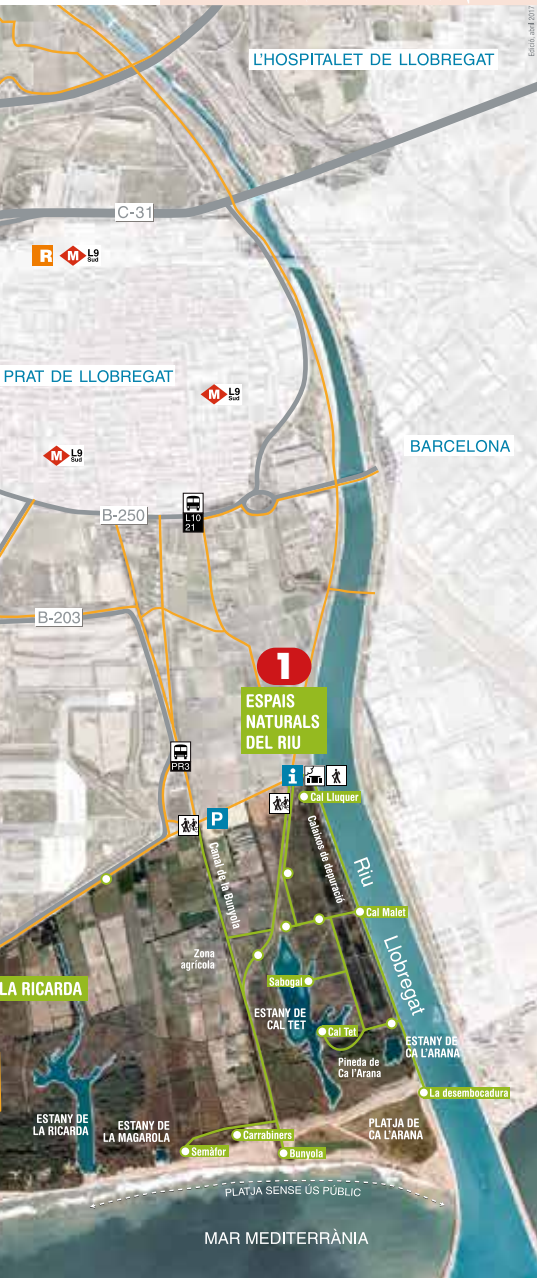 Edició, abril 2017
L'HOSPITALET DE LLOBREGAT
C-31
R
M
L9
Sud
PRAT DE LLOBREGAT
M
L9
Sud
M
L9
Sud
BARCELONA
B-250
L10
21
B-203
1
ESPAIS
NATURALS
DEL RIU
PR3
i
Cal Lluquer
P
Canal de la Bunyola
Calaixos de depuració
Riu Llobregat
Cal Malet
Zona
agrícola
LA RICARDA
Sabogal
ESTANY DE
CAL TET
Cal Tet
ESTANY DE
CA L'ARANA
Pineda de
Ca l'Arana
La desembocadura
ESTANY DE
LA RICARDA
ESTANY DE
LA MAGAROLA
PLATJA DE
CA L'ARANA
Carrabiners
Semàfor
Bunyola
PLATJA SENSE ÚS PÚBLIC
MAR MEDITERRÀNIA